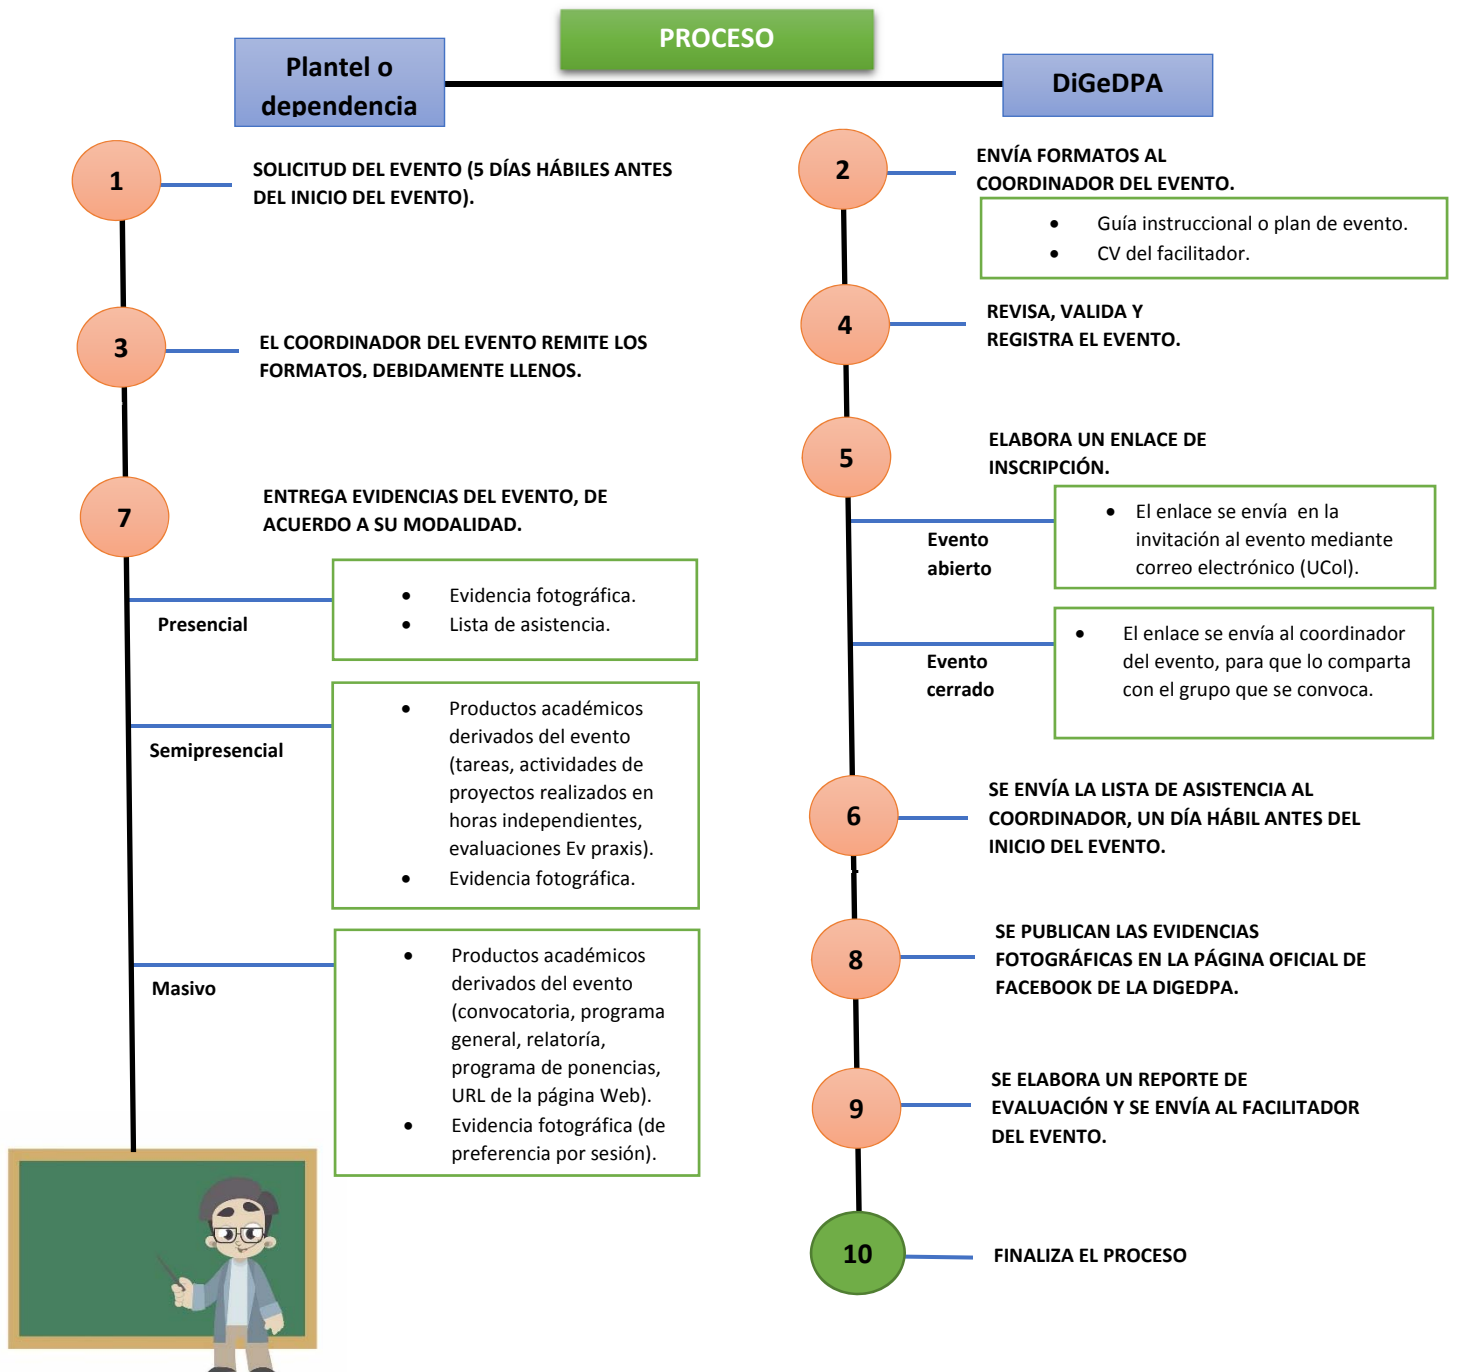 PROCESO
Plantel o
dependencia
DiGeDPA
1
SOLICITUD DEL EVENTO (5 DÍAS HÁBILES ANTES
DEL INICIO DEL EVENTO).
2
ENVÍA FORMATOS AL
COORDINADOR DEL EVENTO.
• Guía instruccional o plan de evento.
• CV del facilitador.
3
EL COORDINADOR DEL EVENTO REMITE LOS
FORMATOS, DEBIDAMENTE LLENOS.
4
REVISA, VALIDA Y
REGISTRA EL EVENTO.
5
ELABORA UN ENLACE DE
INSCRIPCIÓN.
Evento
abierto
• El enlace se envía en la
invitación al evento mediante
correo electrónico (UCol).
Evento
cerrado
• El enlace se envía al coordinador
del evento, para que lo comparta
con el grupo que se convoca.
6
SE ENVÍA LA LISTA DE ASISTENCIA AL
COORDINADOR, UN DÍA HÁBIL ANTES DEL
INICIO DEL EVENTO.
7
ENTREGA EVIDENCIAS DEL EVENTO, DE
ACUERDO A SU MODALIDAD.
Presencial
• Evidencia fotográfica.
• Lista de asistencia.
Semipresencial
• Productos académicos
derivados del evento
(tareas, actividades de
proyectos realizados en
horas independientes,
evaluaciones Ev praxis).
• Evidencia fotográfica.
Masivo
• Productos académicos
derivados del evento
(convocatoria, programa
general, relatoría,
programa de ponencias,
URL de la página Web).
• Evidencia fotográfica (de
preferencia por sesión).
8
SE PUBLICAN LAS EVIDENCIAS
FOTOGRÁFICAS EN LA PÁGINA OFICIAL DE
FACEBOOK DE LA DIGEDPA.
9
SE ELABORA UN REPORTE DE
EVALUACIÓN Y SE ENVÍA AL FACILITADOR
DEL EVENTO.
10
FINALIZA EL PROCESO